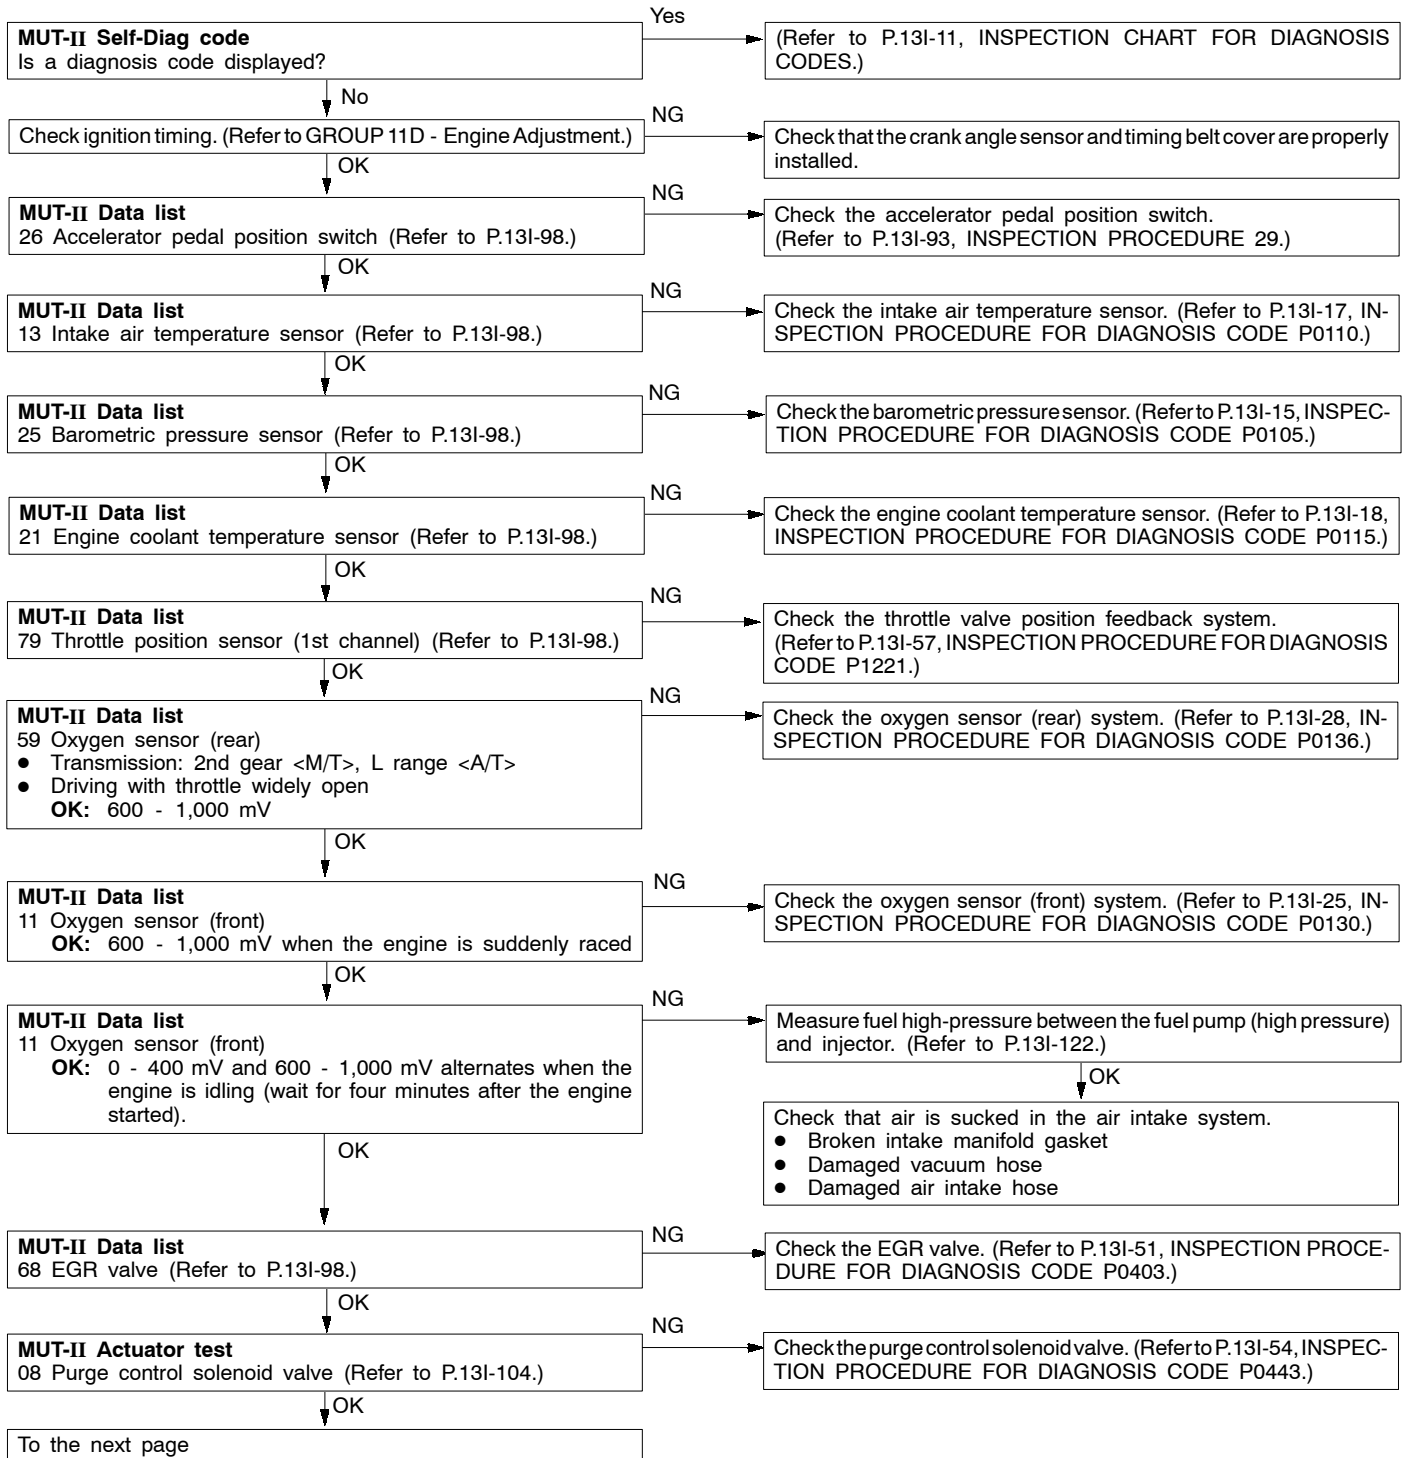 MUT-II Self-Diag code
Is a diagnosis code displayed?
Yes
(Refer to P.13I-11, INSPECTION CHART FOR DIAGNOSIS
CODES.)
No
Check ignition timing. (Refer to GROUP 11D - Engine Adjustment.)
NG
Check that the crank angle sensor and timing belt cover are properly
installed.
OK
MUT-II Data list
26 Accelerator pedal position switch (Refer to P.13I-98.)
NG
Check the accelerator pedal position switch.
(Refer to P.13I-93, INSPECTION PROCEDURE 29.)
OK
MUT-II Data list
13 Intake air temperature sensor (Refer to P.13I-98.)
NG
Check the intake air temperature sensor. (Refer to P.13I-17, IN-
SPECTION PROCEDURE FOR DIAGNOSIS CODE P0110.)
OK
MUT-II Data list
25 Barometric pressure sensor (Refer to P.13I-98.)
NG
Check the barometric pressure sensor. (Refer to P.13I-15, INSPEC-
TION PROCEDURE FOR DIAGNOSIS CODE P0105.)
OK
MUT-II Data list
21 Engine coolant temperature sensor (Refer to P.13I-98.)
NG
Check the engine coolant temperature sensor. (Refer to P.13I-18,
INSPECTION PROCEDURE FOR DIAGNOSIS CODE P0115.)
OK
MUT-II Data list
79 Throttle position sensor (1st channel) (Refer to P.13I-98.)
NG
Check the throttle valve position feedback system.
(Refer to P.13I-57, INSPECTION PROCEDURE FOR DIAGNOSIS
CODE P1221.)
OK
MUT-II Data list
59 Oxygen sensor (rear)
● Transmission: 2nd gear <M/T>, L range <A/T>
● Driving with throttle widely open
OK: 600 - 1,000 mV
NG
Check the oxygen sensor (rear) system. (Refer to P.13I-28, IN-
SPECTION PROCEDURE FOR DIAGNOSIS CODE P0136.)
OK
MUT-II Data list
11 Oxygen sensor (front)
OK: 600 - 1,000 mV when the engine is suddenly raced
NG
Check the oxygen sensor (front) system. (Refer to P.13I-25, IN-
SPECTION PROCEDURE FOR DIAGNOSIS CODE P0130.)
OK
MUT-II Data list
11 Oxygen sensor (front)
OK: 0 - 400 mV and 600 - 1,000 mV alternates when the
engine is idling (wait for four minutes after the engine
started).
NG
Measure fuel high-pressure between the fuel pump (high pressure)
and injector. (Refer to P.13I-122.)
OK
Check that air is sucked in the air intake system.
● Broken intake manifold gasket
● Damaged vacuum hose
● Damaged air intake hose
OK
MUT-II Data list
68 EGR valve (Refer to P.13I-98.)
NG
Check the EGR valve. (Refer to P.13I-51, INSPECTION PROCE-
DURE FOR DIAGNOSIS CODE P0403.)
OK
MUT-II Actuator test
08 Purge control solenoid valve (Refer to P.13I-104.)
NG
Check the purge control solenoid valve. (Refer to P.13I-54, INSPEC-
TION PROCEDURE FOR DIAGNOSIS CODE P0443.)
OK
To the next page